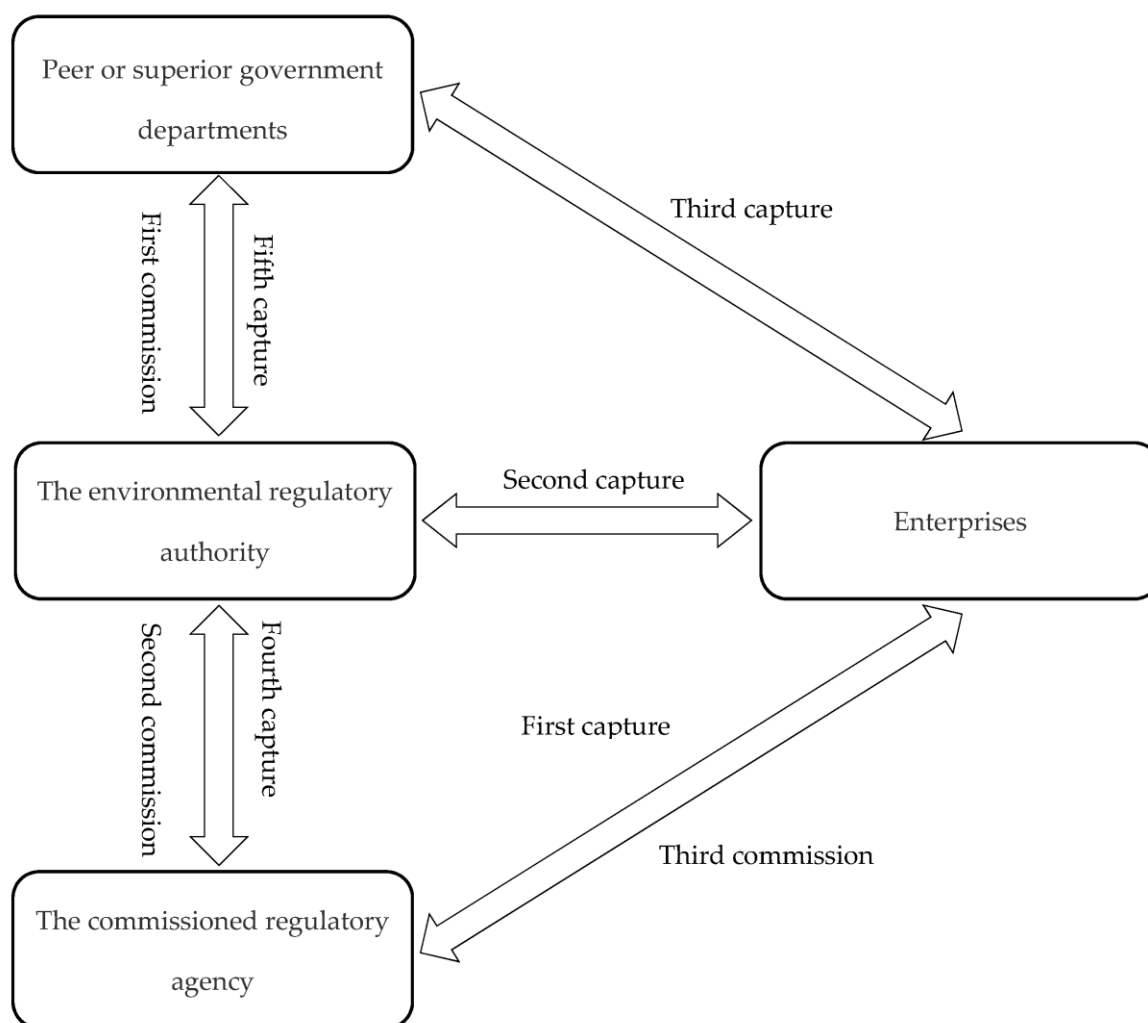 Peer or superior government
departments
Third capture
First commission
Fifth capture
The environmental regulatory
authority
Second capture
Enterprises
Second commission
Fourth capture
First capture
Third commission
The commissioned regulatory
agency